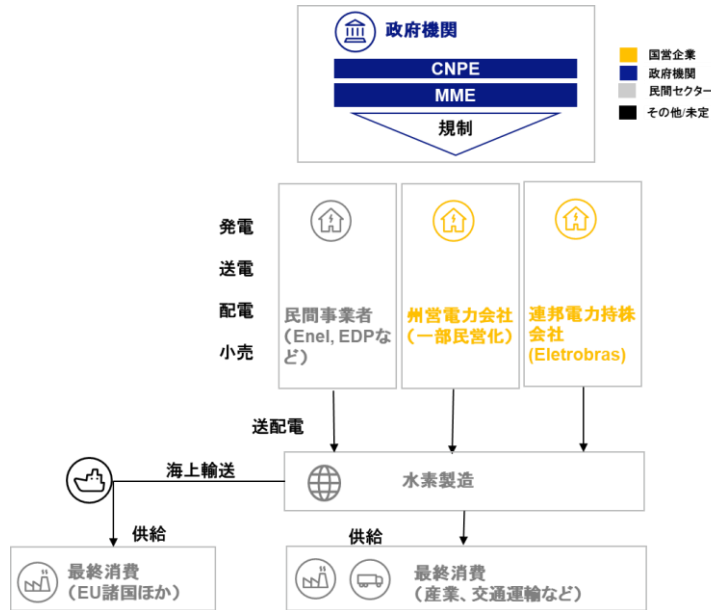 政府機関
CNPE
MME
規制
国営企業
政府機関
民間セクター
その他/未定
発電
送電
配電
小売
民間事業者
(Enel, EDPな
ど)
州営電力会社
(一部民営化)
連邦電力持株
会社
(Eletrobras)
送配電
海上輸送
水素製造
供給
供給
最終消費
(EU諸国ほか)
最終消費
(産業、交通運輸など)